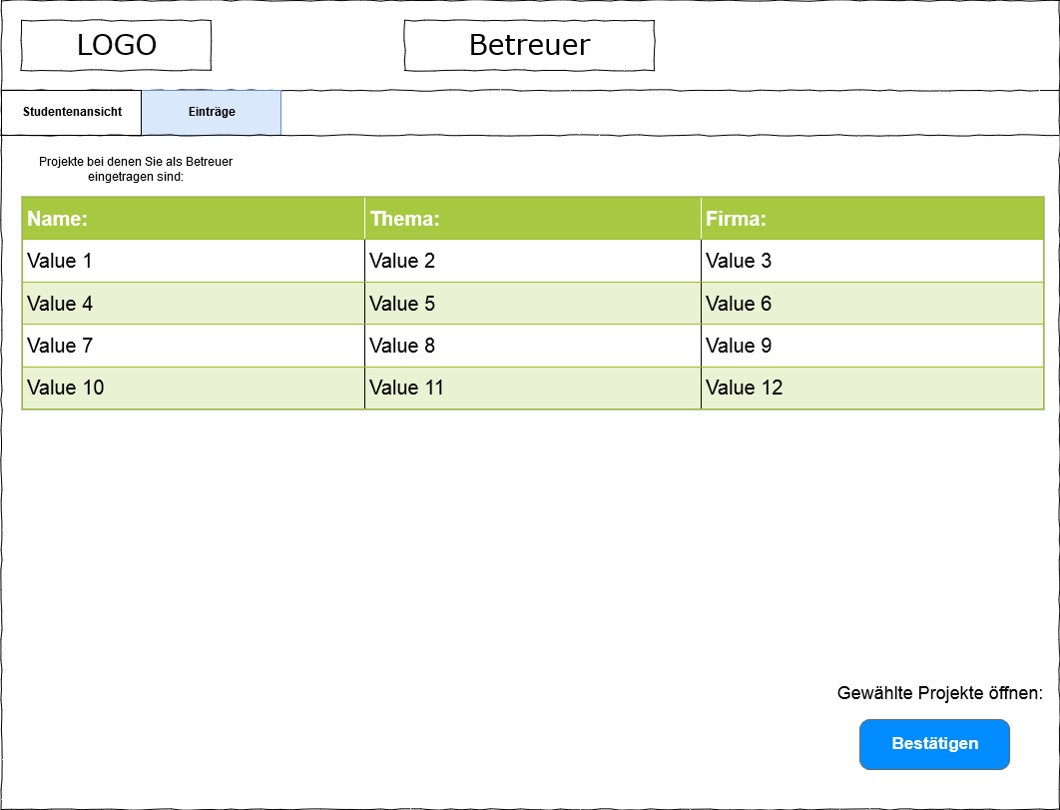 LOGO
Betreuer
Studentenansicht
Einträge
Projekte bei denen Sie als Betreuer
eingetragen sind:
Name: Thema: Firma:
Value 1 Value 2 Value 3
Value 4 Value 5 Value 6
Value 7 Value 8 Value 9
Value 10 Value 11 Value 12
Gewählte Projekte öffnen:
Bestätigen